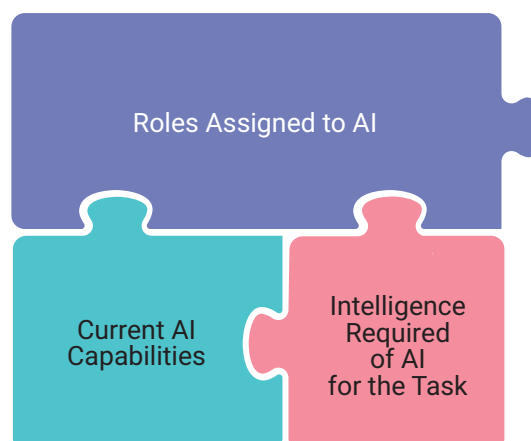 Roles Assigned to AI
Current AI
Capabilities
Intelligence
Required
of AI
for the Task